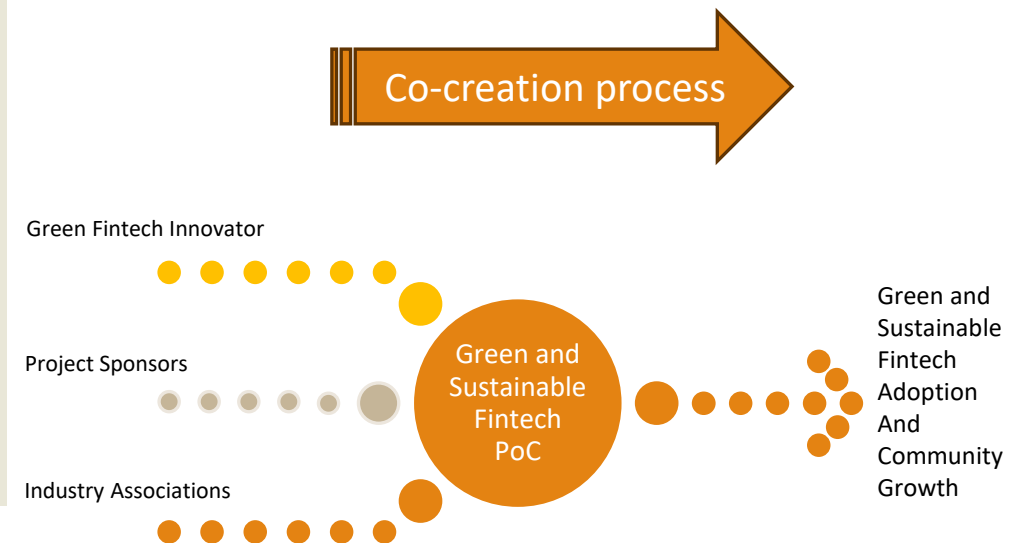 Co-creation process
Green Fintech Innovator
Project Sponsors
Industry Associations
Green and
Sustainable
Fintech
PoC
Green and
Sustainable
Fintech
Adoption
And
Community
Growth